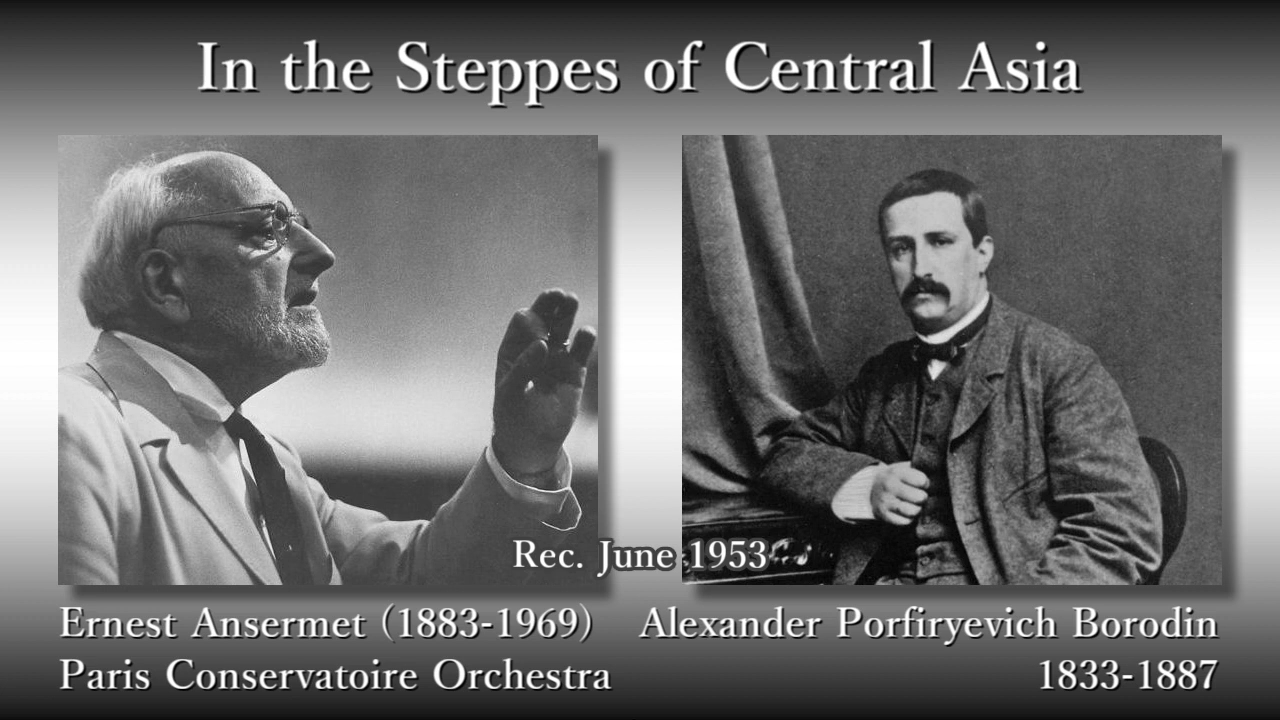 In the Steppes of Central Asia
Rec. June 1953
Ernest Ansermet (1883-1969)
Paris Conservatoire Orchestra
Alexander Porfiryevich Borodin
1833-1887